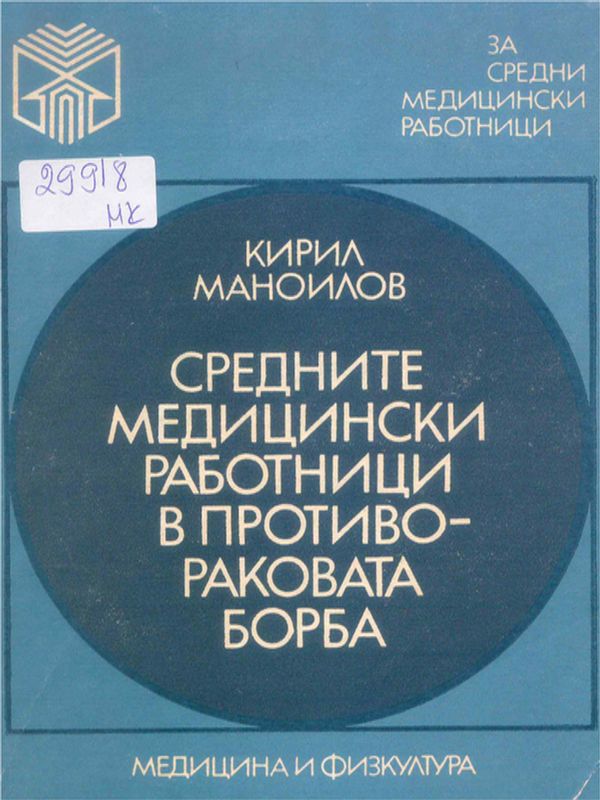 ЗА
СРЕДНИ
МЕДИЦИНСКИ
РАБОТНИЦИ
29918
МК
КИРИЛ
МАНОИЛОВ
СРЕДНИТЕ
МЕДИЦИНСКИ
РАБОТНИЦИ
В ПРОТИВО-
РАКОВАТА
БОРБА
МЕДИЦИНА И ФИЗКУЛТУРА